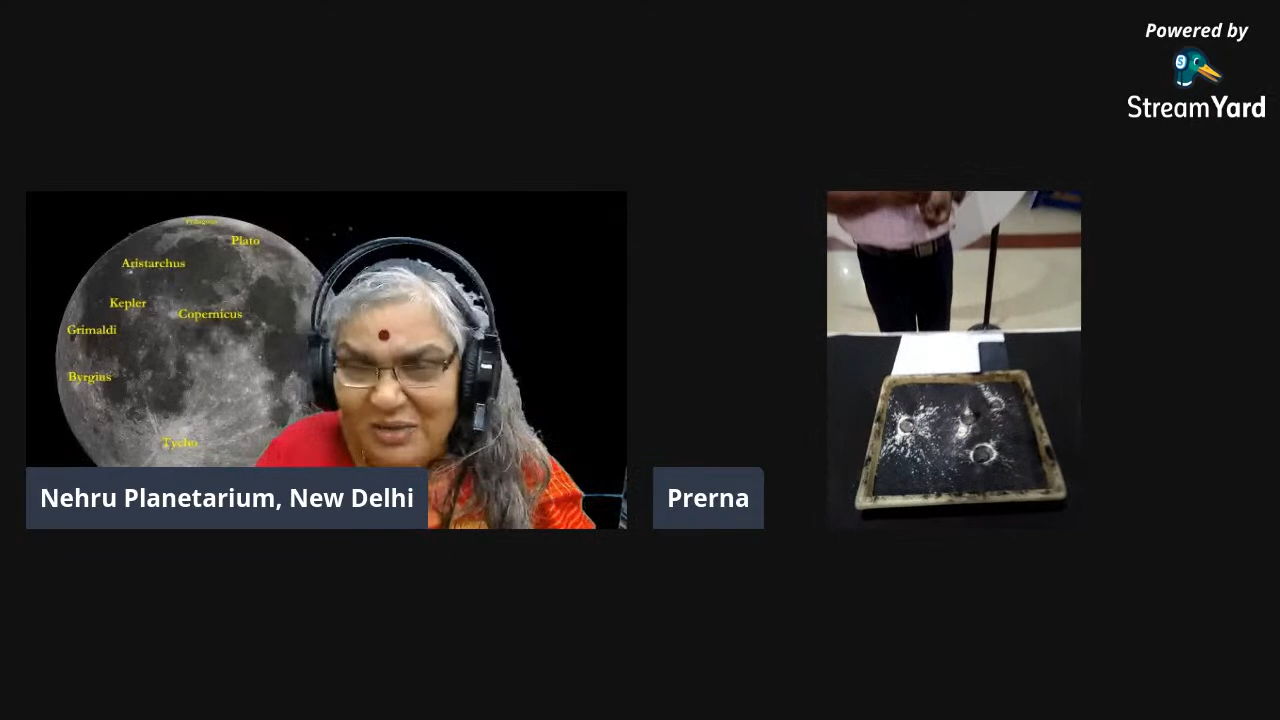 Powered by
StreamYard
Plato
Aristarchus
Kepler
Copernicus
Grimaldi
Byrgius
Tycho
Nehru Planetarium, New Delhi
Prerna